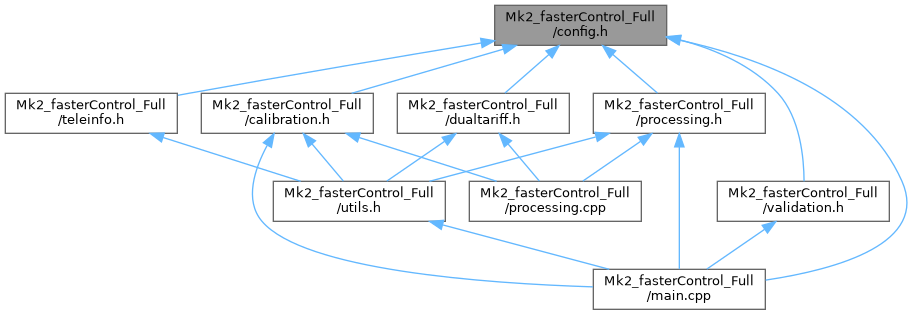 Mk2_fasterControl_Full
/config.h
Mk2_fasterControl_Full
/teleinfo.h
Mk2_fasterControl_Full
/calibration.h
Mk2_fasterControl_Full
/dualtariff.h
Mk2_fasterControl_Full
/processing.h
Mk2_fasterControl_Full
/utils.h
Mk2_fasterControl_Full
/processing.cpp
Mk2_fasterControl_Full
/validation.h
Mk2_fasterControl_Full
/main.cpp